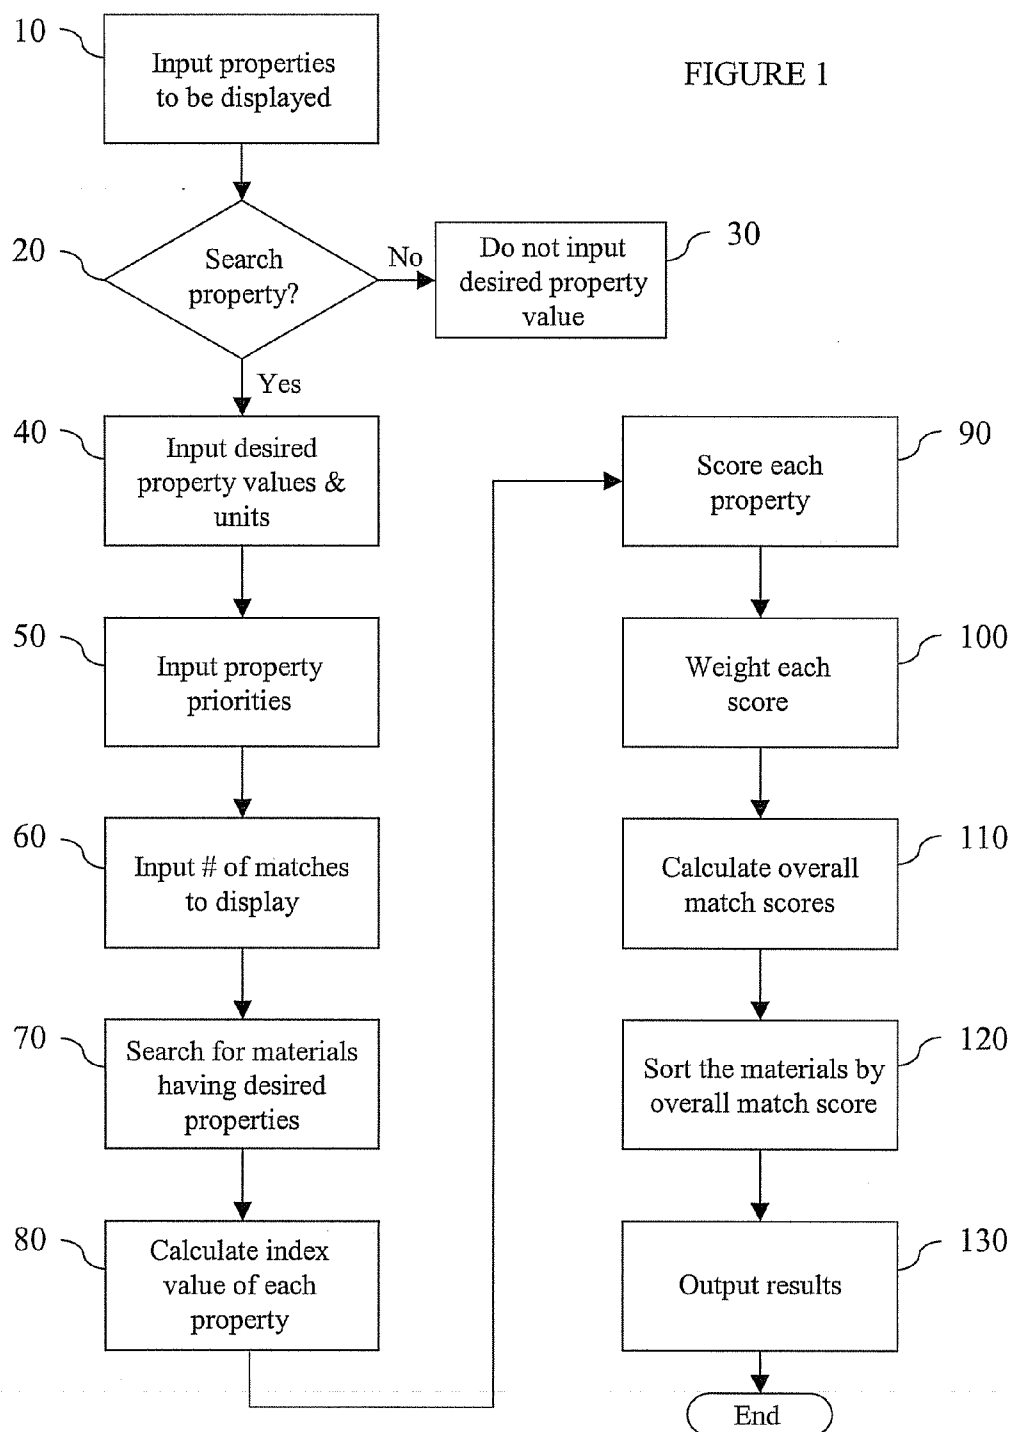 FIGURE 1
10
Input properties
to be displayed
20
Search
property?
No
30
Do not input
desired property
value
Yes
40
Input desired
property values &
units
50
Input property
priorities
60
Input # of matches
to display
70
Search for materials
having desired
properties
80
Calculate index
value of each
property
90
Score each
property
100
Weight each
score
110
Calculate overall
match scores
120
Sort the materials by
overall match score
130
Output results
End